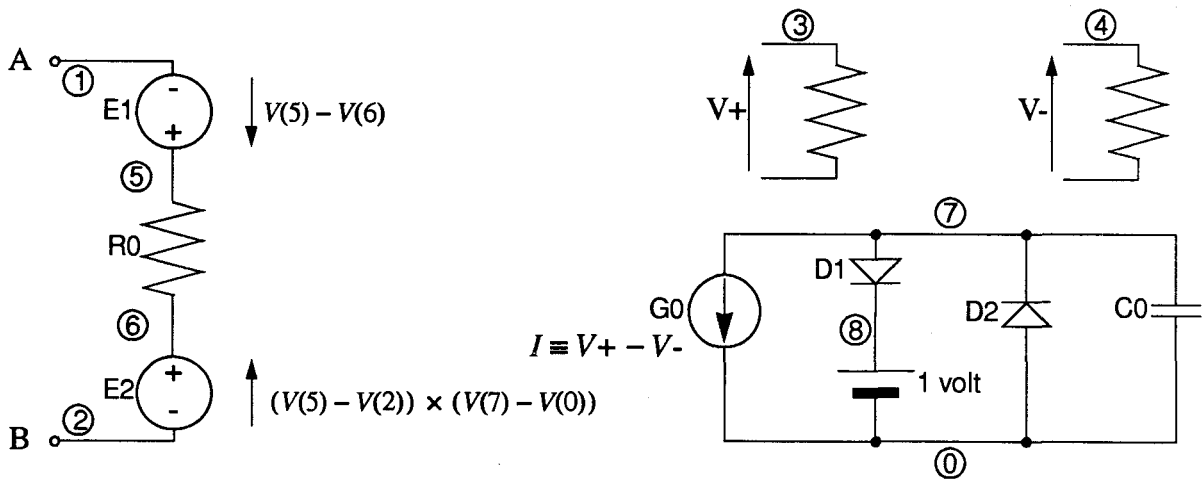 A
①
-
E1
+
V(5) – V(6)
⑤
R0
⑥
+
E2
-
(V(5) – V(2)) × (V(7) – V(0))
B
②
③
V+
④
V-
⑦
G0
I ≡ V+ – V-
D1
⑧
1 volt
D2
C0
⓪